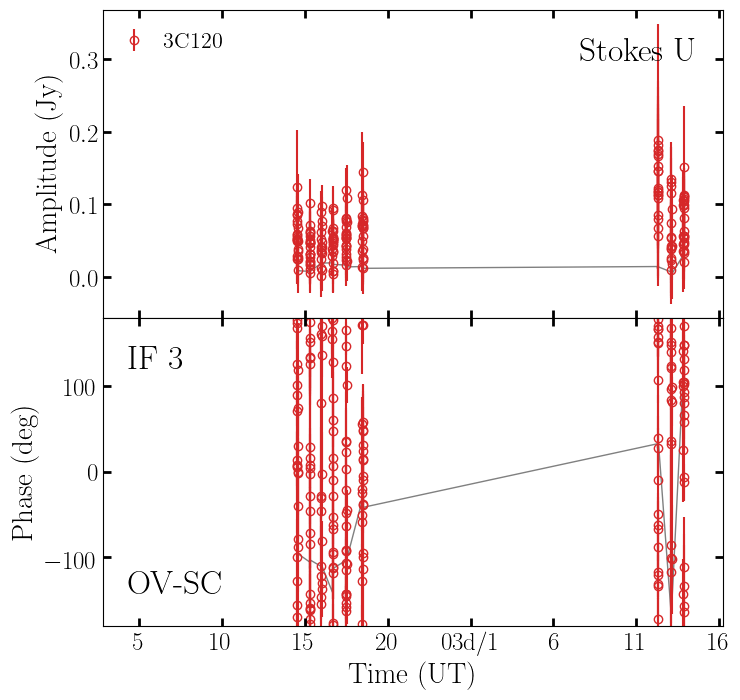 3C120
Stokes U
0.3
0.2
0.1
0.0
Amplitude (Jy)
IF 3
100
0
−100
Phase (deg)
OV-SC
5 10 15 20 03d/1 6 11 16
Time (UT)